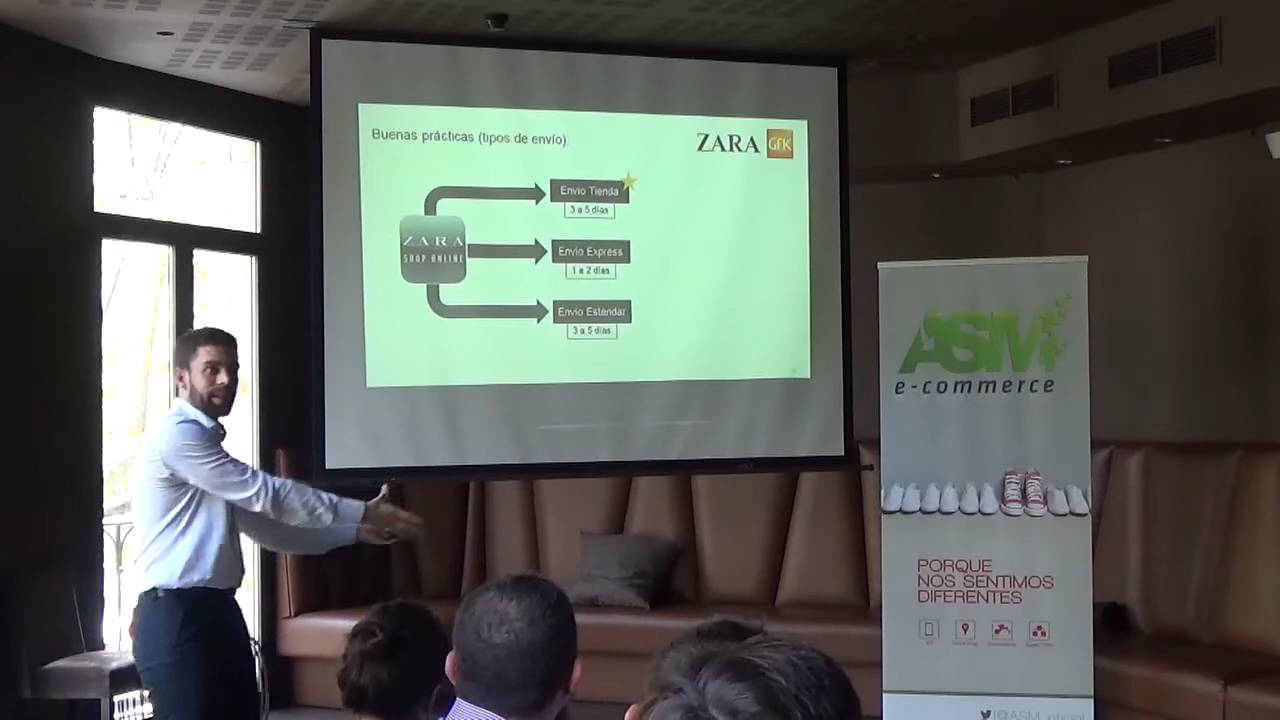 Buenas prácticas (tipos de envío):
ZARA
GfK
Envío Tienda
3 a 5 días
ZARA
SHOP ONLINE
Envío Express
1 a 2 días
Envío Estándar
3 a 5 días
ASM
e-commerce
PORQUE
NOS SENTIMOS
DIFERENTES
@ASM_oficial